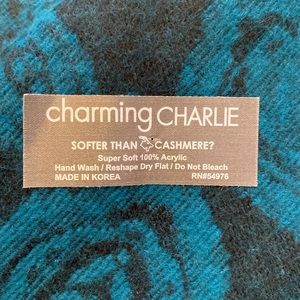 charming CHARLIE
SOFTER THAN CASHMERE?
Super Soft 100% Acrylic
Hand Wash / Reshape Dry Flat / Do Not Bleach
MADE IN KOREA RN#54976